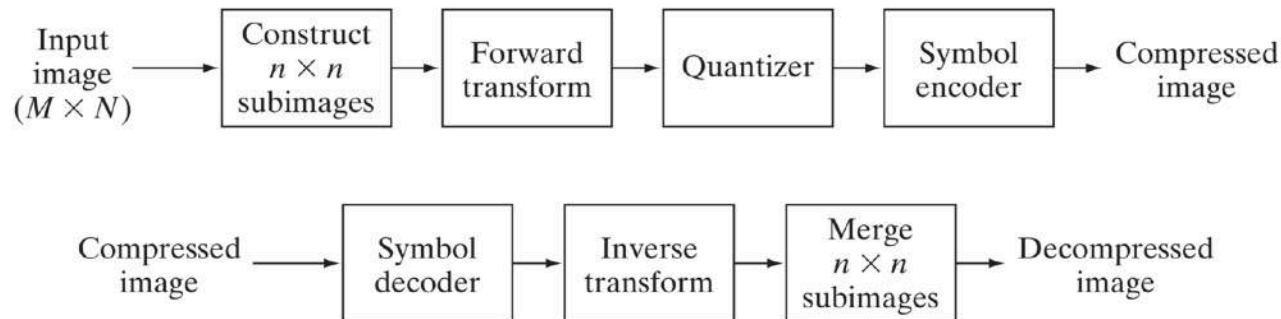 Input
image
(M × N)
Construct
n × n
subimages
Forward
transform
Quantizer
Symbol
encoder
Compressed
image
Compressed
image
Symbol
decoder
Inverse
transform
Merge
n × n
subimages
Decompressed
image